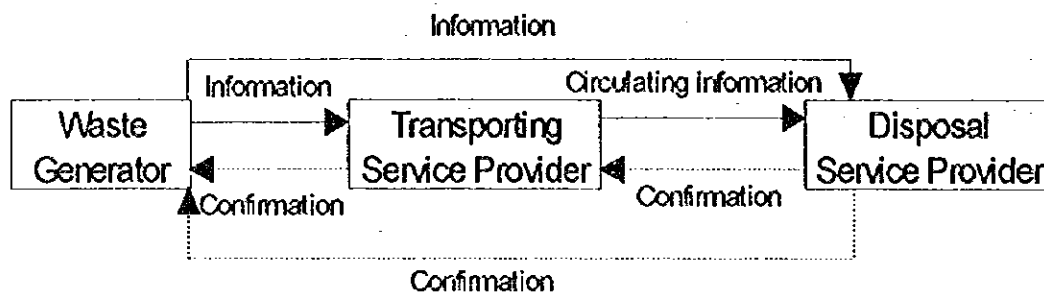 Information
Information
Circulating information
Waste
Generator
Transporting
Service Provider
Disposal
Service Provider
Confirmation
Confirmation
Confirmation